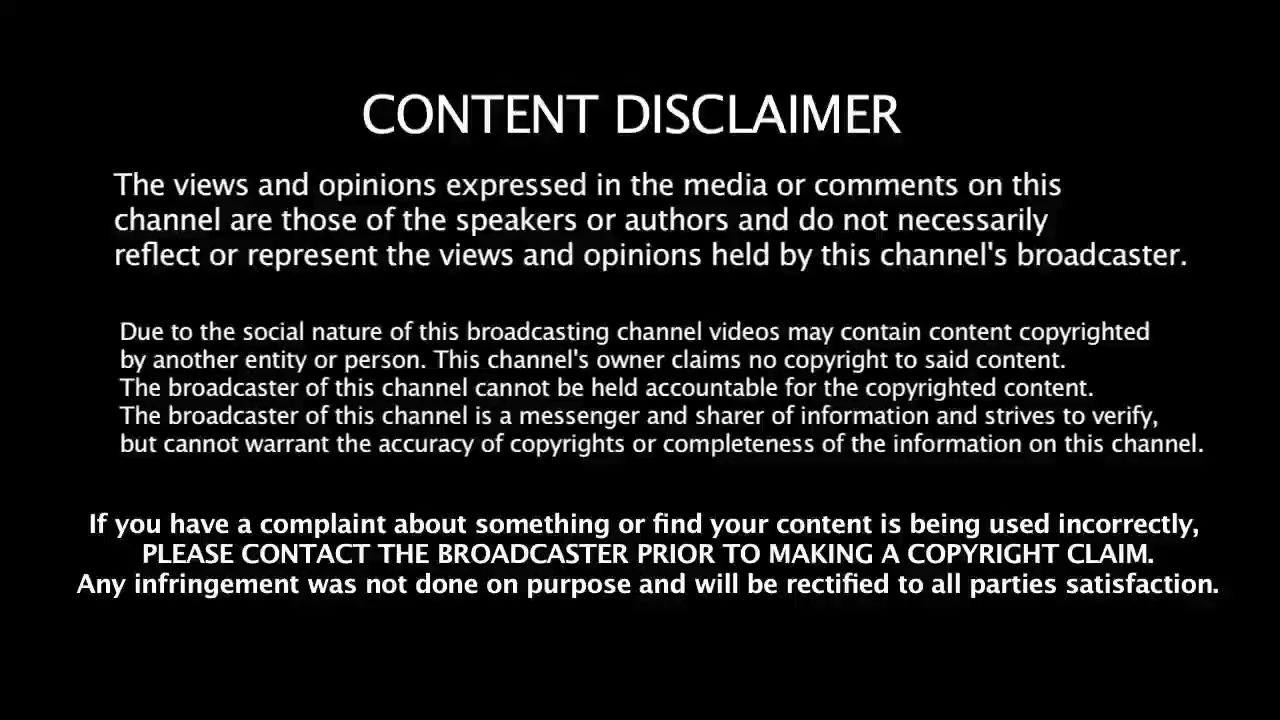 CONTENT DISCLAIMER
The views and opinions expressed in the media or comments on this
channel are those of the speakers or authors and do not necessarily
reflect or represent the views and opinions held by this channel's broadcaster.
Due to the social nature of this broadcasting channel videos may contain content copyrighted
by another entity or person. This channel's owner claims no copyright to said content.
The broadcaster of this channel cannot be held accountable for the copyrighted content.
The broadcaster of this channel is a messenger and sharer of information and strives to verify,
but cannot warrant the accuracy of copyrights or completeness of the information on this channel.
If you have a complaint about something or find your content is being used incorrectly,
PLEASE CONTACT THE BROADCASTER PRIOR TO MAKING A COPYRIGHT CLAIM.
Any infringement was not done on purpose and will be rectified to all parties satisfaction.